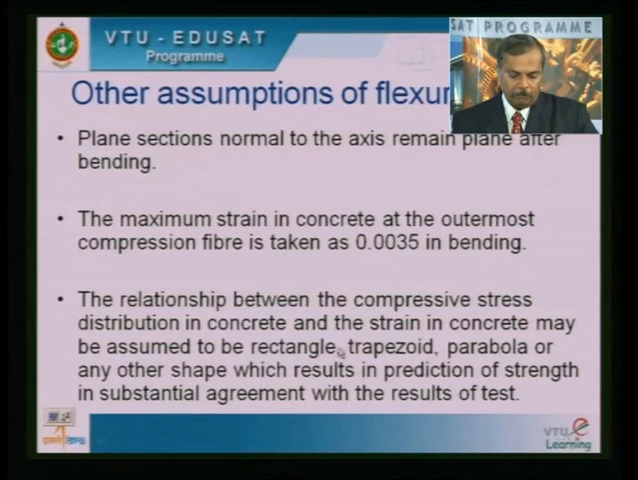 VTU - EDUSAT
Programme
SAT PROGRAMME
Other assumptions of flexur
• Plane sections normal to the axis remain plane after
bending.
• The maximum strain in concrete at the outermost
compression fibre is taken as 0.0035 in bending.
• The relationship between the compressive stress
distribution in concrete and the strain in concrete may
be assumed to be rectangle, trapezoid, parabola or
any other shape which results in prediction of strength
in substantial agreement with the results of test.
VTU e
Learning